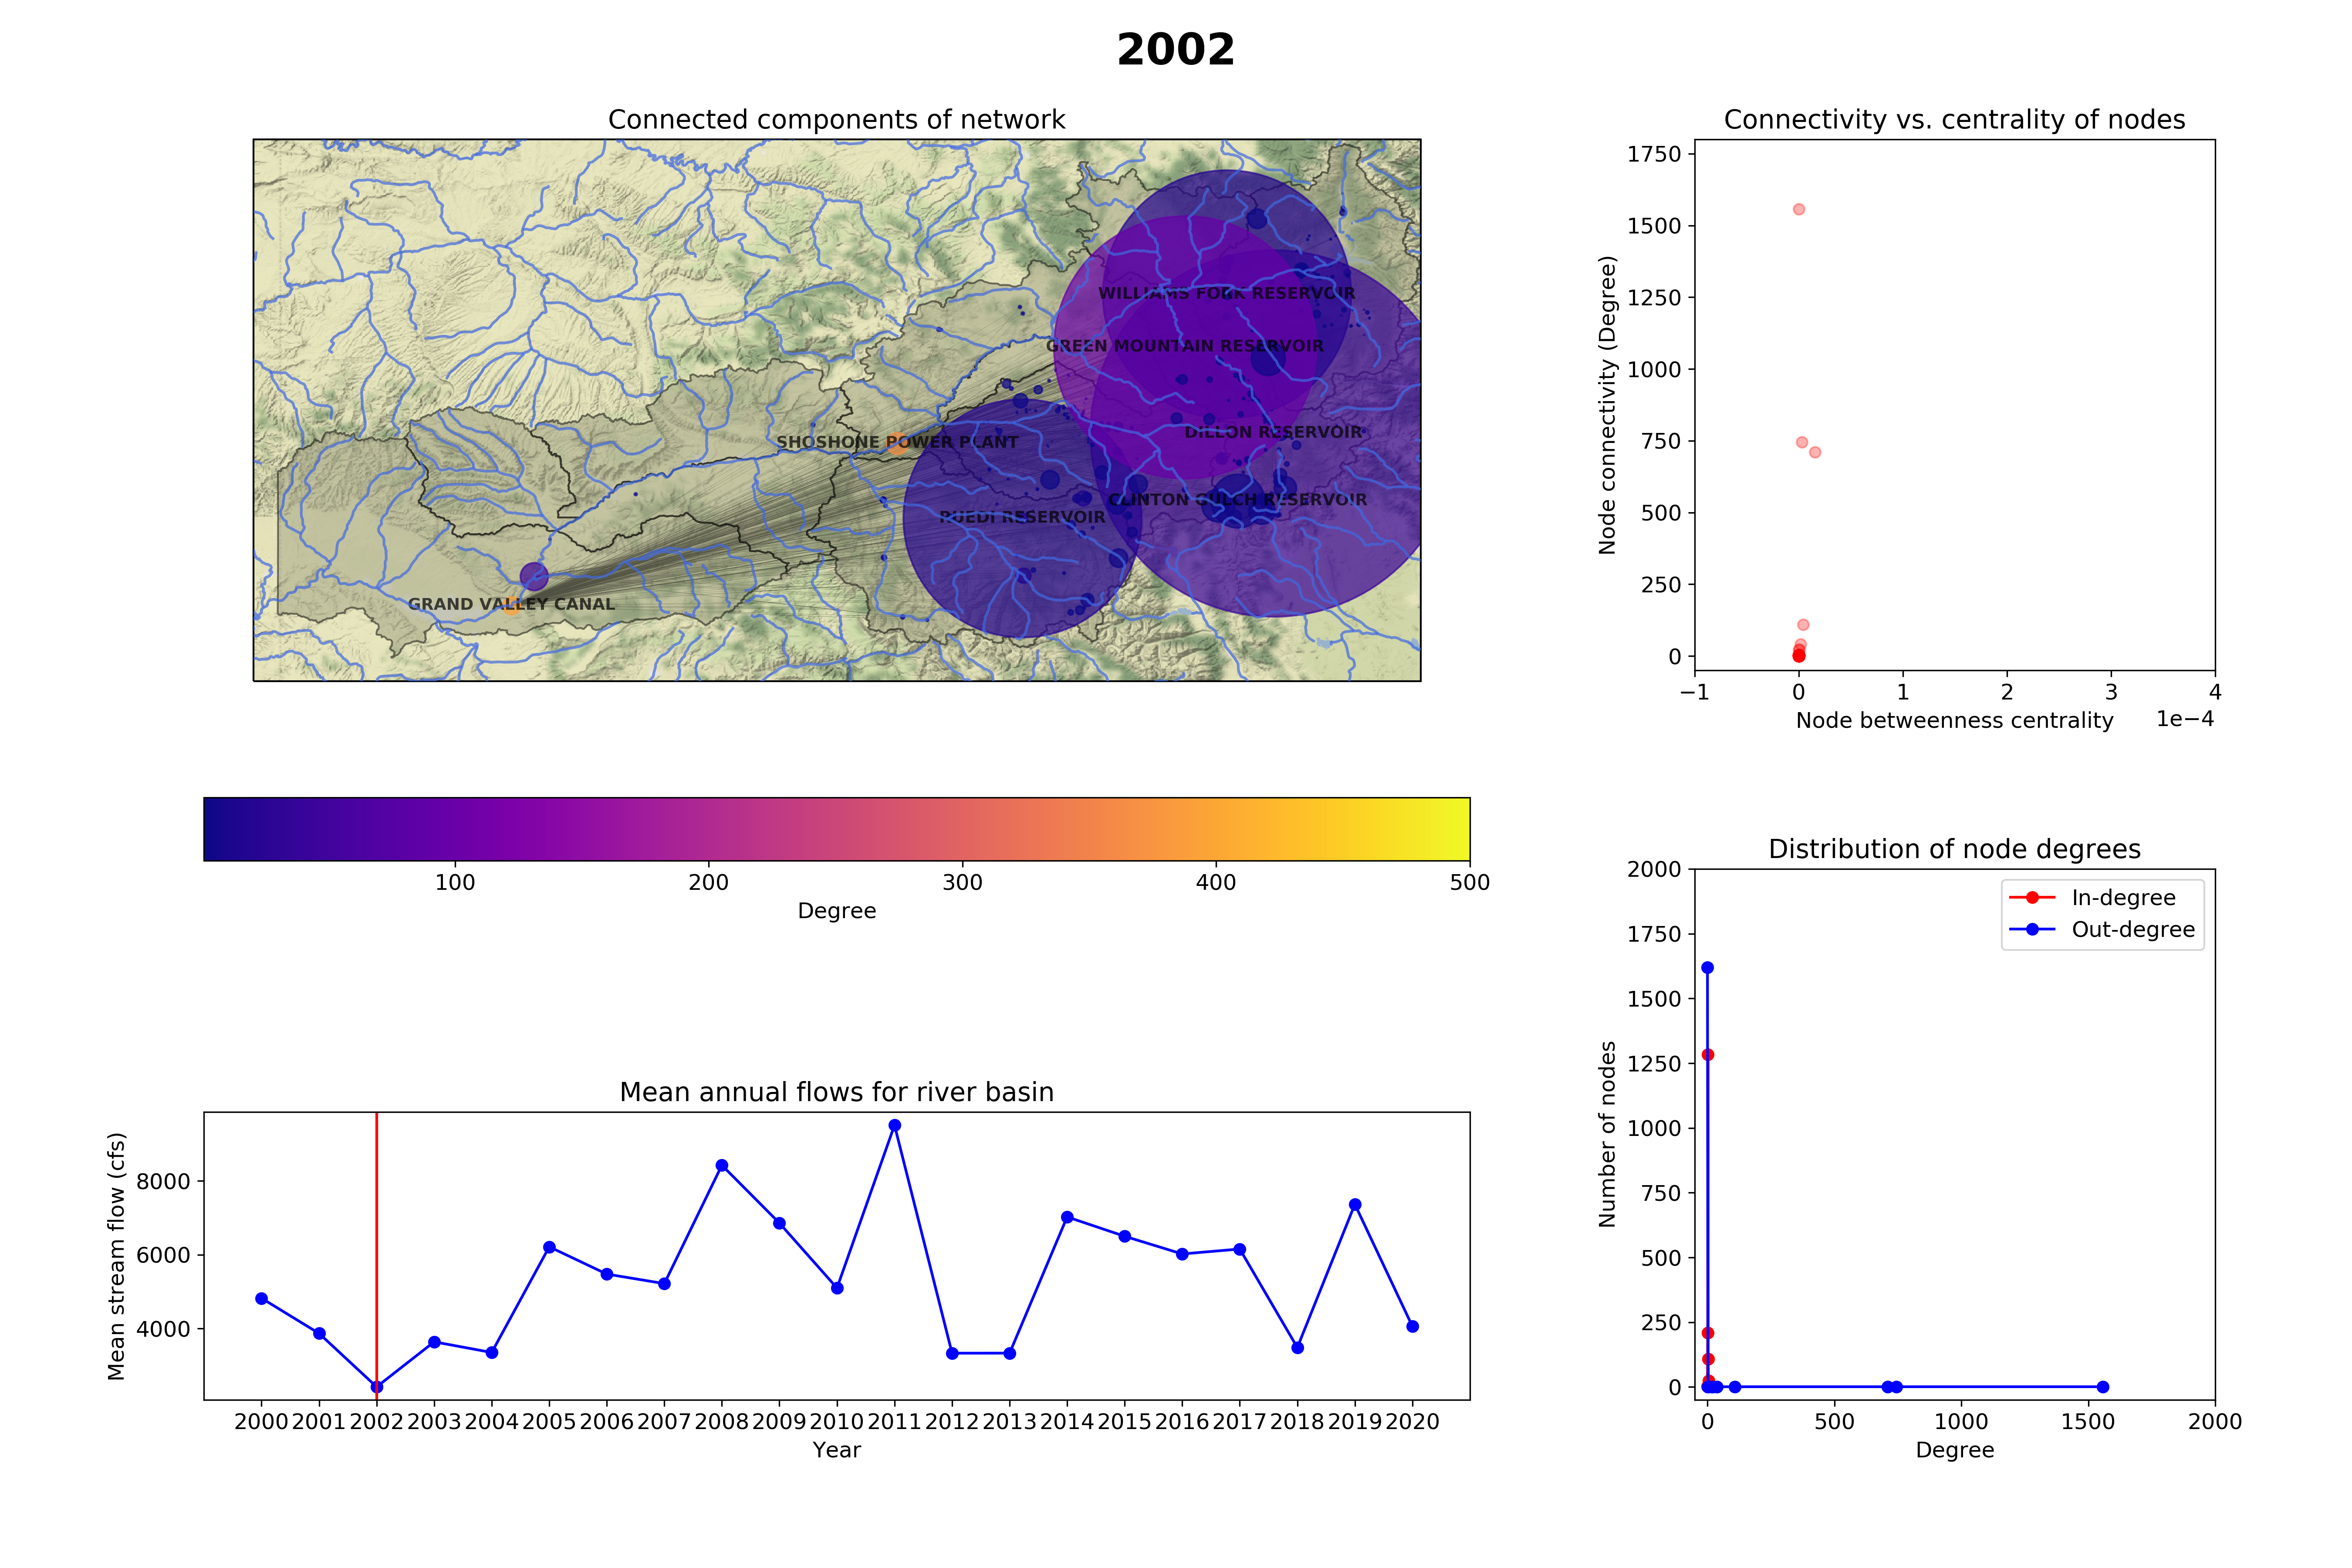 2002
Connected components of network
WILLIAMS FORK RESERVOIR
GREEN MOUNTAIN RESERVOIR
DILLON RESERVOIR
SHOSHONE POWER PLANT
CLINTON GULCH RESERVOIR
RUEDI RESERVOIR
GRAND VALLEY CANAL
100 200 300 400 500
Degree
Mean annual flows for river basin
Mean stream flow (cfs)
8000
6000
4000
2000 2001 2002 2003 2004 2005 2006 2007 2008 2009 2010 2011 2012 2013 2014 2015 2016 2017 2018 2019 2020
Year
Connectivity vs. centrality of nodes
Node connectivity (Degree)
1750
1500
1250
1000
750
500
250
0
−1 0 1 2 3 4
Node betweenness centrality
1e−4
Distribution of node degrees
Number of nodes
2000
1750
1500
1250
1000
750
500
250
0
In-degree
Out-degree
0 500 1000 1500 2000
Degree